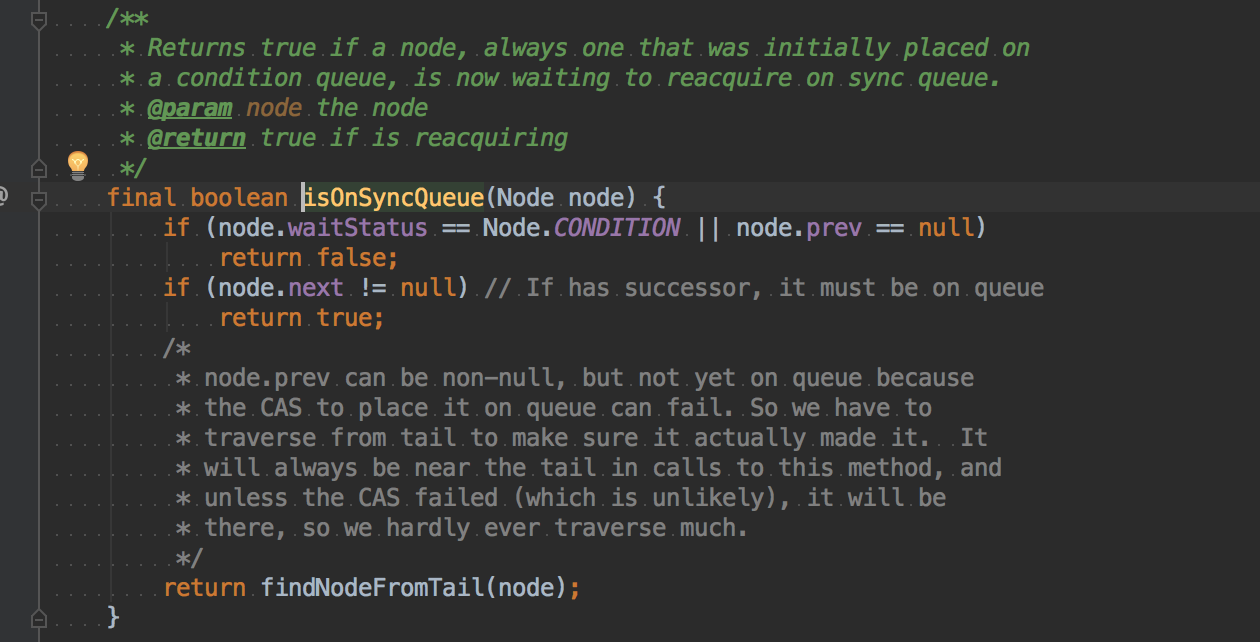 /**
* Returns true if a node, always one that was initially placed on
* a condition queue, is now waiting to reacquire on sync queue.
* @param node the node
* @return true if is reacquiring
*/
final boolean isOnSyncQueue(Node node) {
if (node.waitStatus == Node.CONDITION || node.prev == null)
return false;
if (node.next != null) // If has successor, it must be on queue
return true;
/*
* node.prev can be non-null, but not yet on queue because
* the CAS to place it on queue can fail. So we have to
* traverse from tail to make sure it actually made it.  It
* will always be near the tail in calls to this method, and
* unless the CAS failed (which is unlikely), it will be
* there, so we hardly ever traverse much.
*/
return findNodeFromTail(node);
}